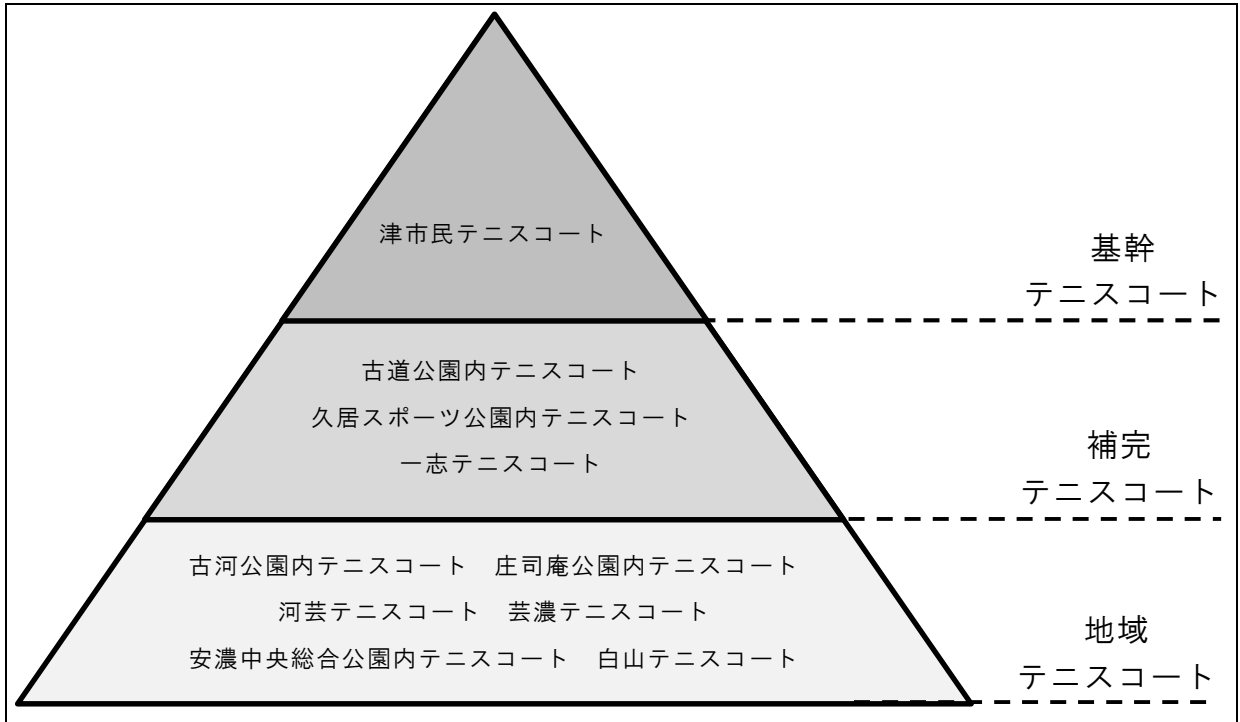 津市民テニスコート
基幹
テニスコート
古道公園内テニスコート
久居スポーツ公園内テニスコート
一志テニスコート
補完
テニスコート
古河公園内テニスコート　庄司庵公園内テニスコート
河芸テニスコート　芸濃テニスコート
安濃中央総合公園内テニスコート　白山テニスコート
地域
テニスコート